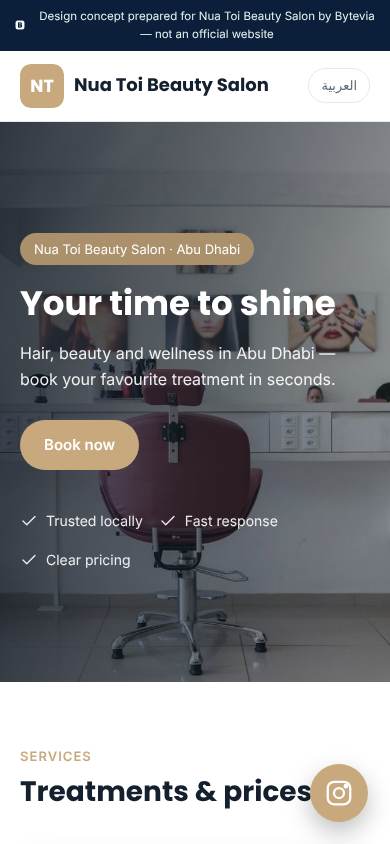 Design concept prepared for Nua Toi Beauty Salon by Bytevia
— not an official website
NT
Nua Toi Beauty Salon
العربية
Nua Toi Beauty Salon · Abu Dhabi
Your time to shine
Hair, beauty and wellness in Abu Dhabi —
book your favourite treatment in seconds.
Book now
Trusted locally
Fast response
Clear pricing
SERVICES
Treatments & prices